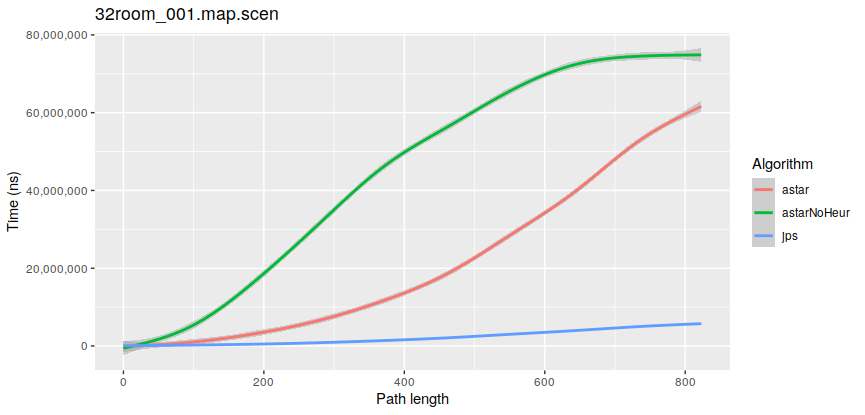 32room_001.map.scen
80,000,000
60,000,000
40,000,000
20,000,000
0
Time (ns)
0 200 400 600 800
Path length
Algorithm
astar
astarNoHeur
jps